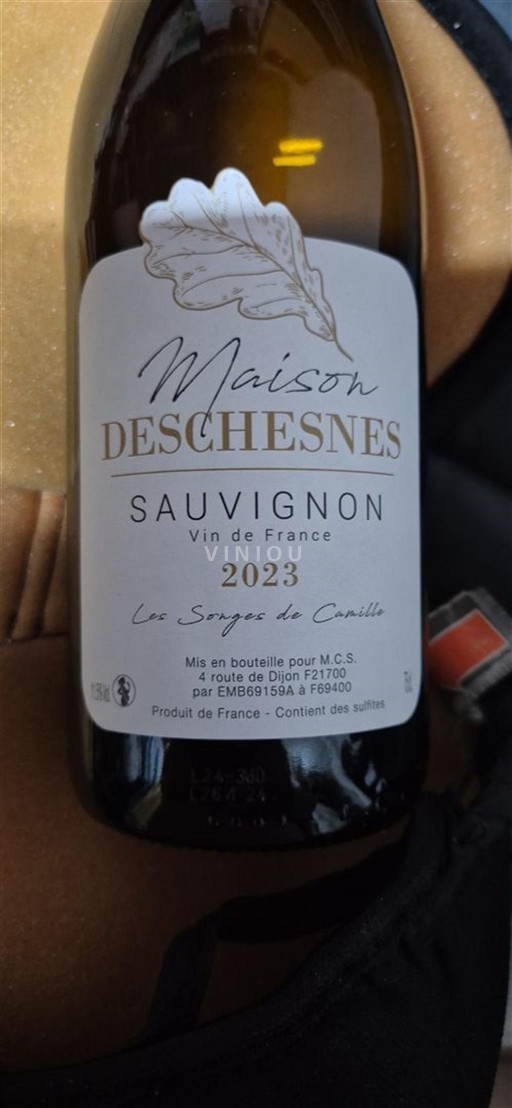 Maison
DESCHESNES
SAUVIGNON
Vin de France
VINIOU
2023
Les Songes de Camille
Mis en bouteille pour M.C.S.
4 route de Dijon F21700
par EMB69159A à F69400
Produit de France - Contient des sulfites